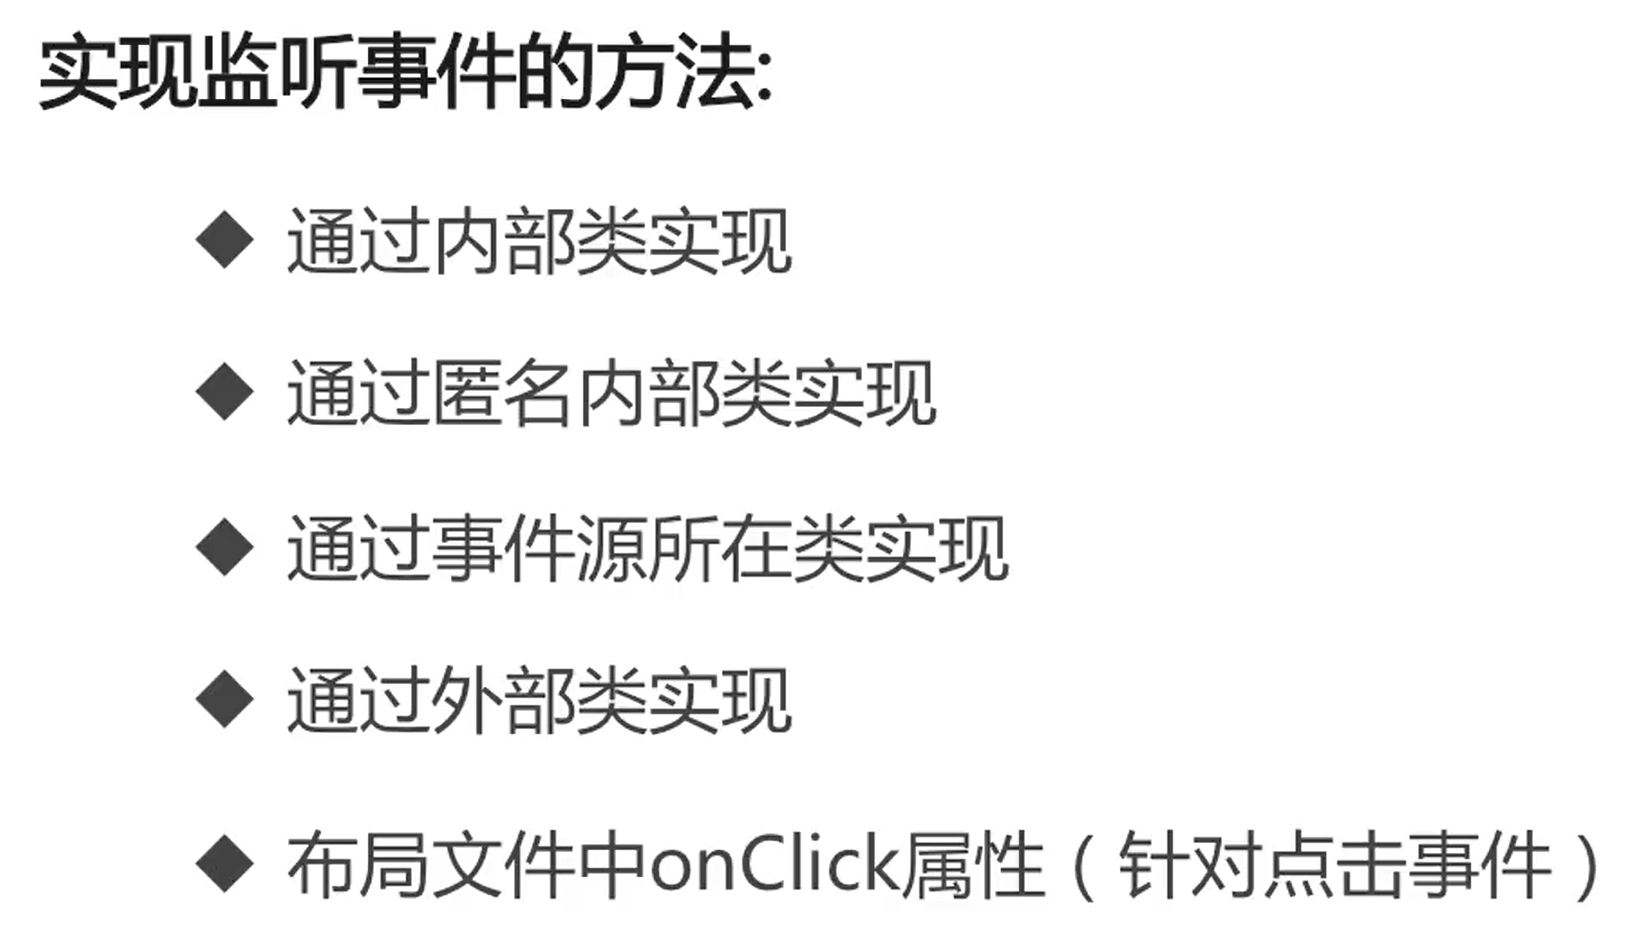 实现监听事件的方法:
◆ 通过内部类实现
◆ 通过匿名内部类实现
◆ 通过事件源所在类实现
◆ 通过外部类实现
◆ 布局文件中onClick属性（针对点击事件）